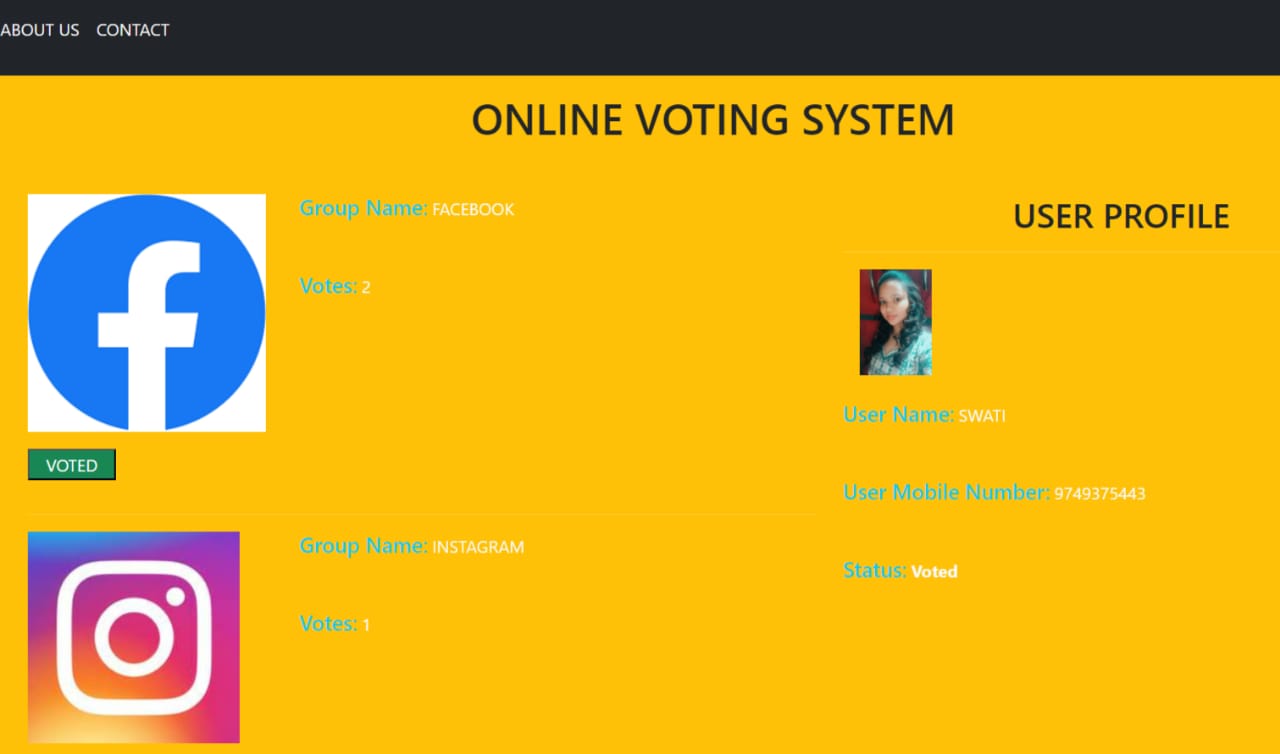 ABOUT US CONTACT
ONLINE VOTING SYSTEM
Group Name: FACEBOOK
Votes: 2
VOTED
Group Name: INSTAGRAM
Votes: 1
USER PROFILE
User Name: SWATI
User Mobile Number: 9749375443
Status: Voted